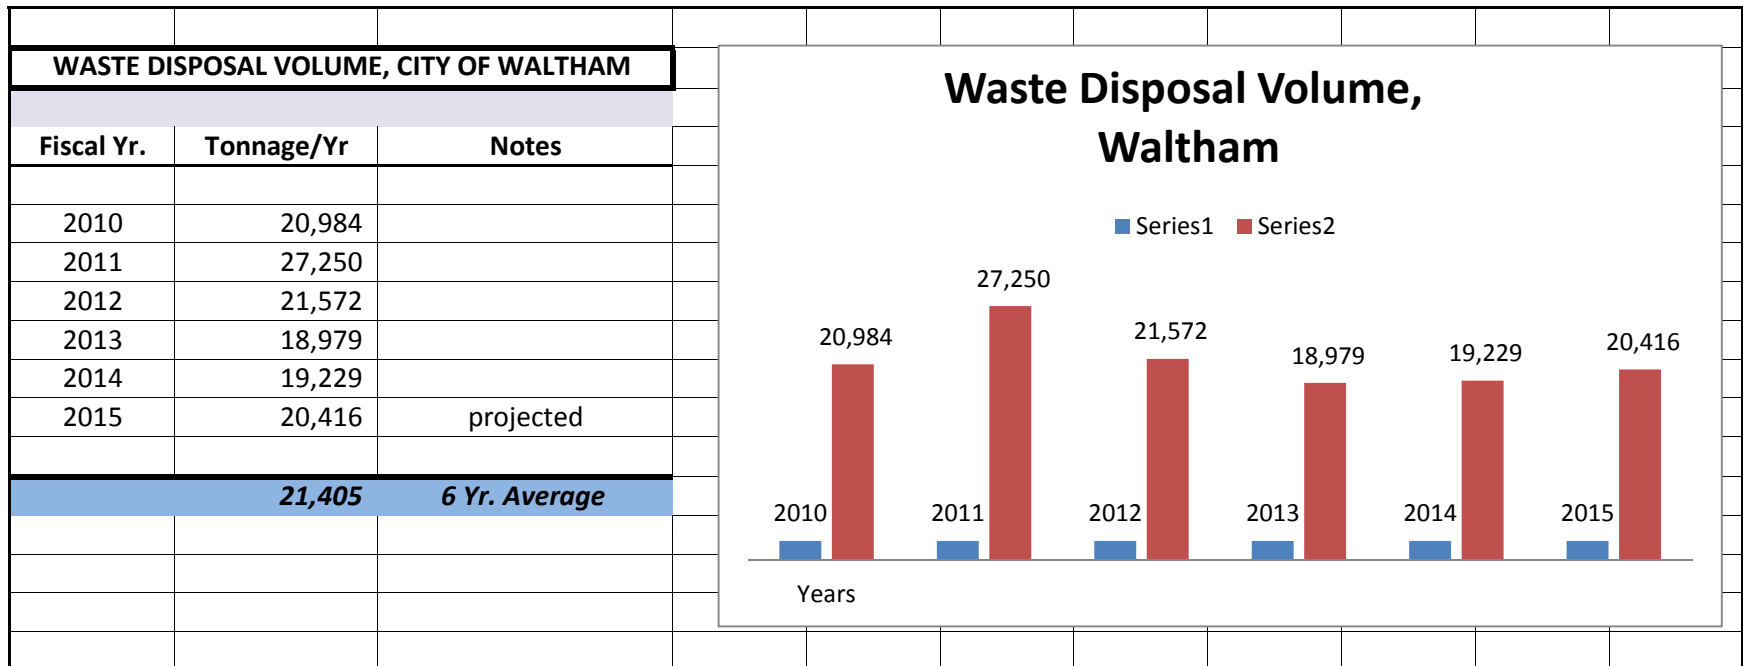 WASTE DISPOSAL VOLUME, CITY OF WALTHAM
Fiscal Yr. Tonnage/Yr Notes
2010 20,984
2011 27,250
2012 21,572
2013 18,979
2014 19,229
2015 20,416 projected
21,405 6 Yr. Average
Waste Disposal Volume,
Waltham
Series1 Series2
27,250
20,984 21,572 18,979 19,229 20,416
2010 2011 2012 2013 2014 2015
Years